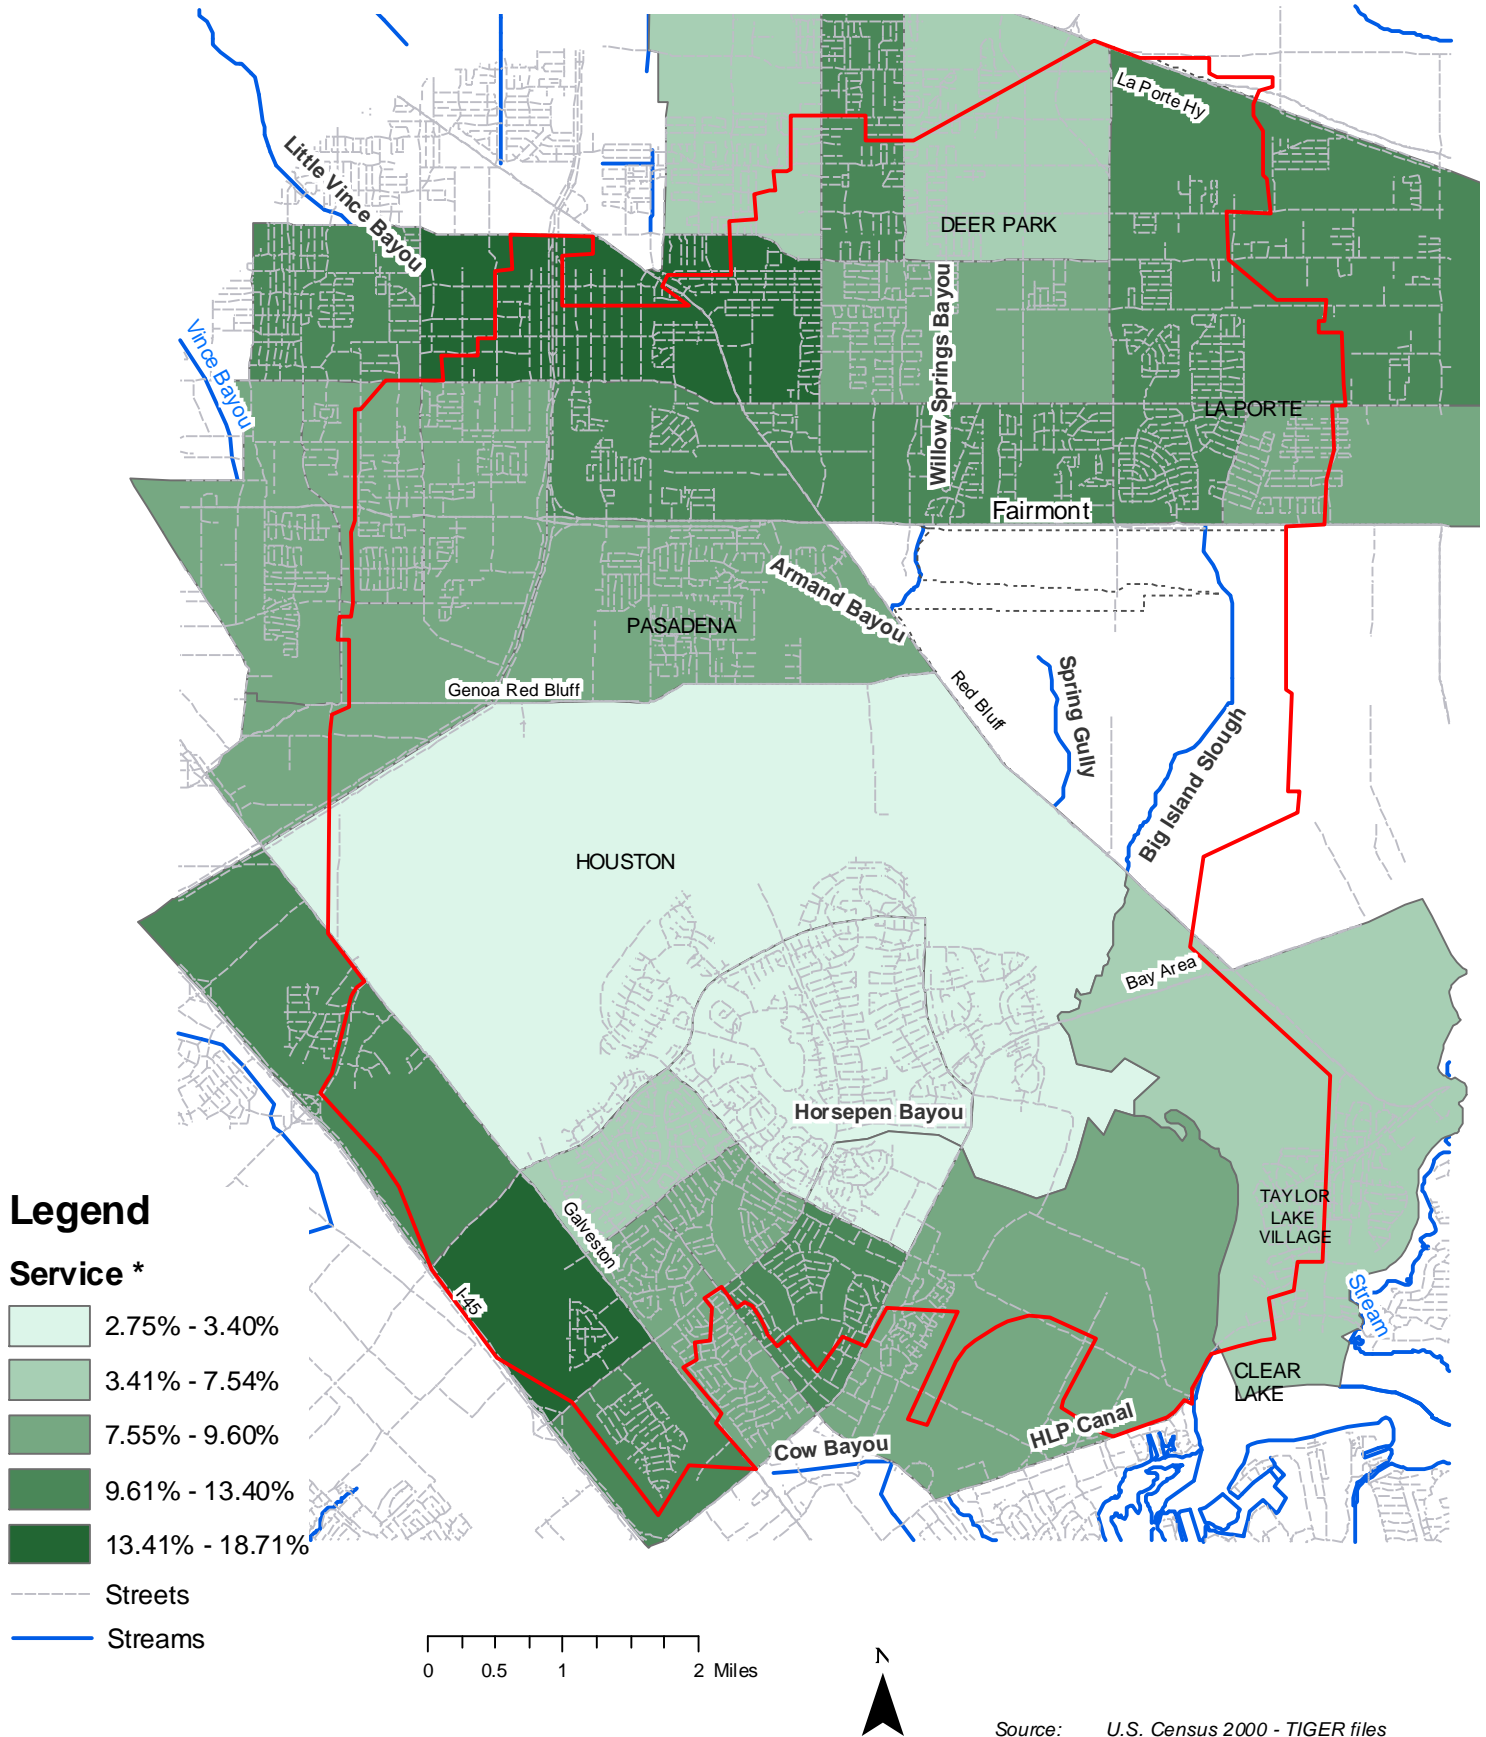 La Porte Hy
Little Vince Bayou
DEER PARK
Willow Springs Bayou
Vince Bayou
LA PORTE
Fairmont
Armand Bayou
PASADENA
Genoa Red Bluff
Red Bluff
Spring Gully
Big Island Slough
HOUSTON
Bay Area
Horsepen Bayou
TAYLOR
LAKE
VILLAGE
Galveston
I-45
Stream
CLEAR
LAKE
HLP Canal
Cow Bayou
Legend
Service *
2.75% - 3.40%
3.41% - 7.54%
7.55% - 9.60%
9.61% - 13.40%
13.41% - 18.71%
Streets
Streams
0 0.5 1 2 Miles
N
Source: U.S. Census 2000 - TIGER files